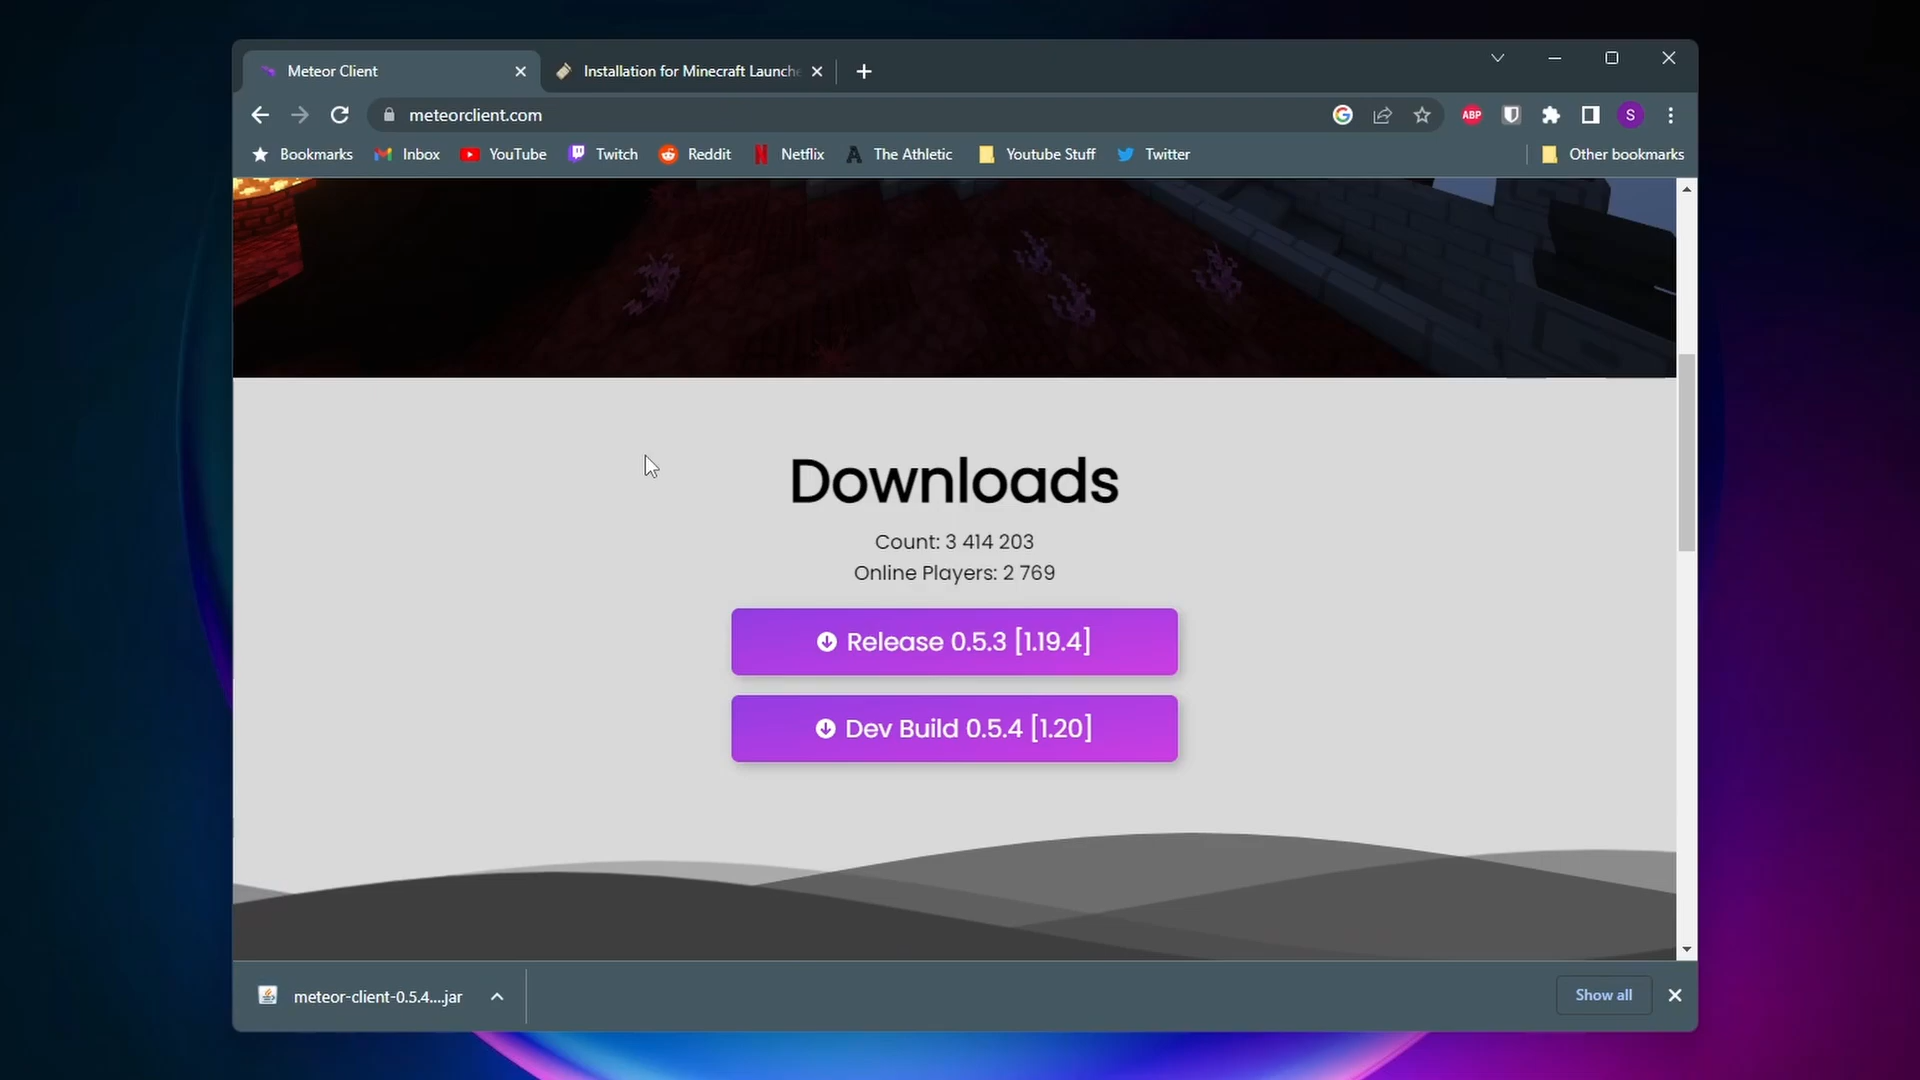 Meteor Client
Installation for Minecraft Launche
meteorclient.com
G
ABP
S
Bookmarks
Inbox
YouTube
Twitch
Reddit
Netflix
The Athletic
Youtube Stuff
Twitter
Other bookmarks
Downloads
Count: 3 414 203
Online Players: 2 769
Release 0.5.3 [1.19.4]
Dev Build 0.5.4 [1.20]
meteor-client-0.5.4....jar
Show all